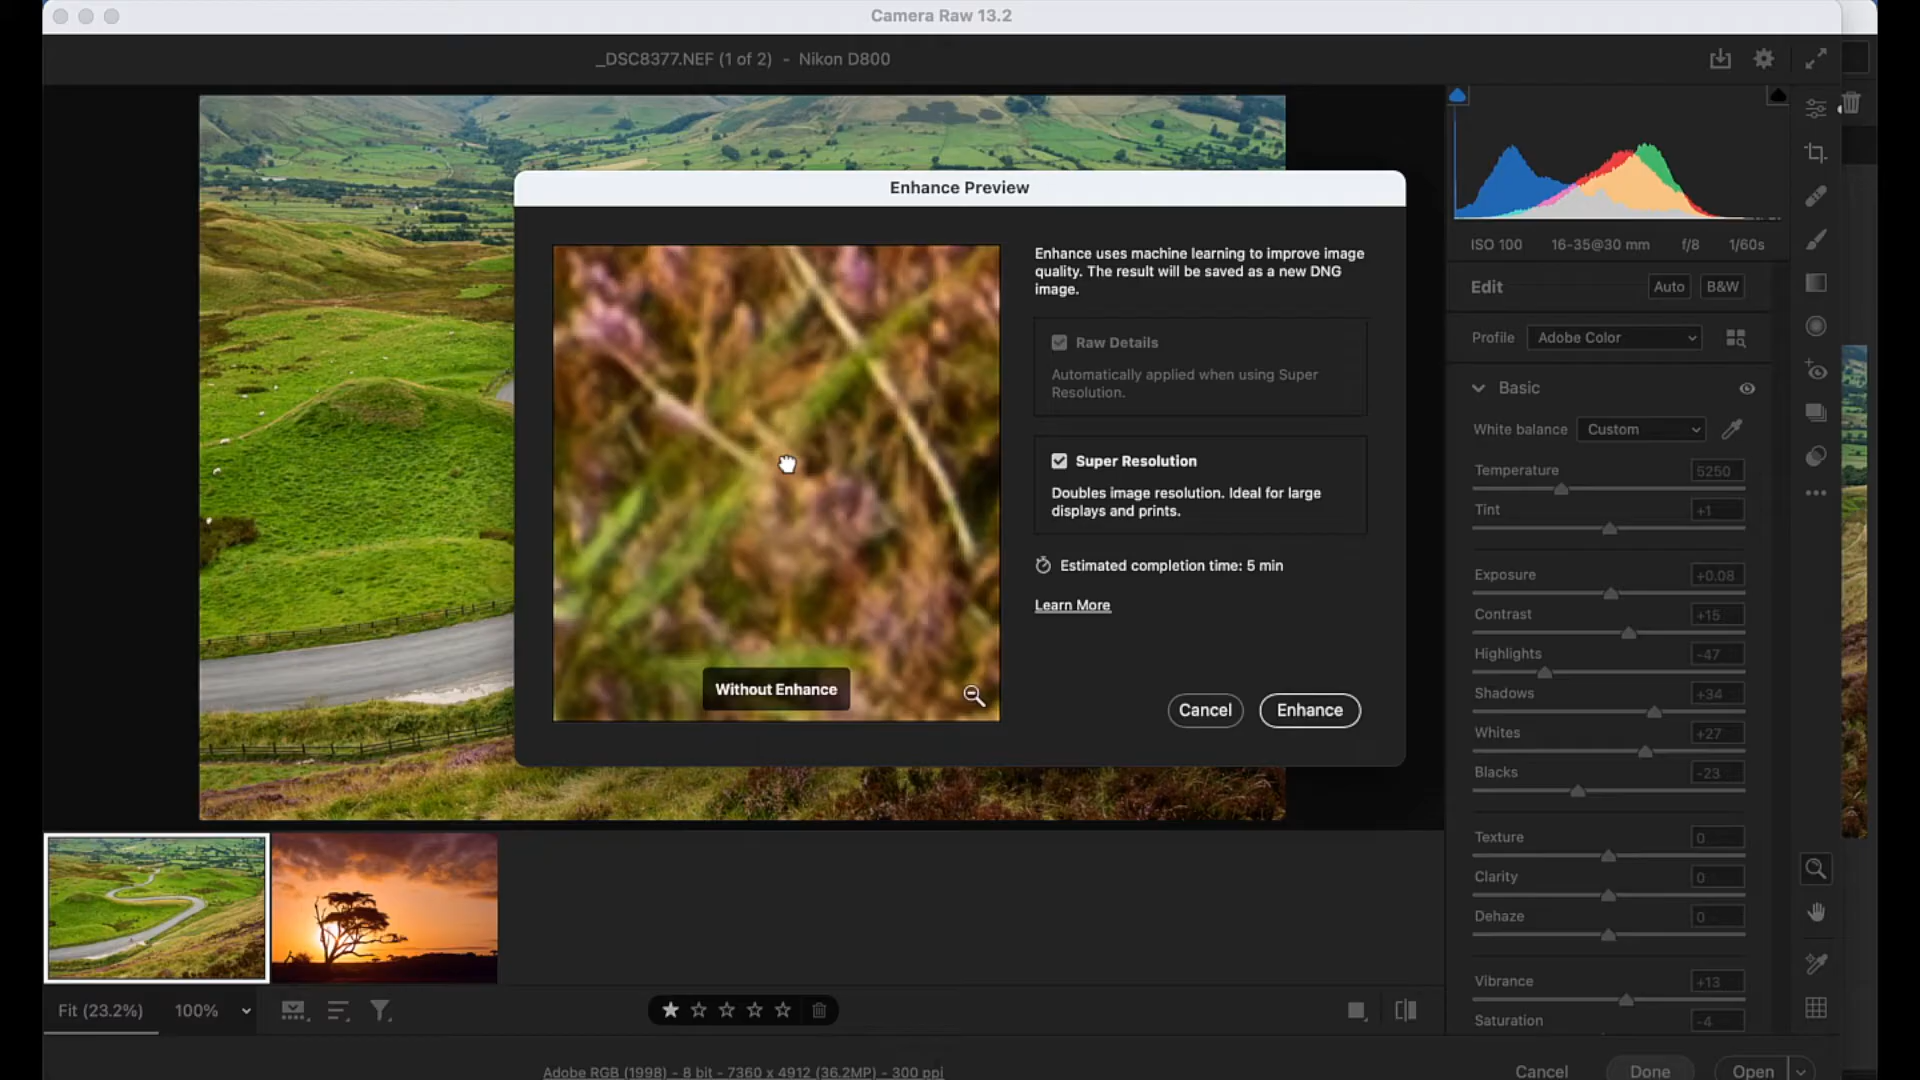 Camera Raw 13.2
_DSC8377.NEF (1 of 2) - Nikon D800
Enhance Preview
Enhance uses machine learning to improve image
quality. The result will be saved as a new DNG
image.
Raw Details
Automatically applied when using Super
Resolution.
Super Resolution
Doubles image resolution. Ideal for large
displays and prints.
Estimated completion time: 5 min
Learn More
Without Enhance
Cancel
Enhance
ISO 100 16-35@30 mm f/8 1/60s
Edit Auto B&W
Profile Adobe Color
Basic
White balance Custom
Temperature 5250
Tint +1
Exposure +0.08
Contrast +15
Highlights -47
Shadows +34
Whites +27
Blacks -23
Texture 0
Clarity 0
Dehaze 0
Vibrance +13
Saturation -4
Fit (23.2%) 100%
Adobe RGB (1998) - 8 bit - 7360 x 4912 (36.2MP) - 300 ppi
Cancel Done Open